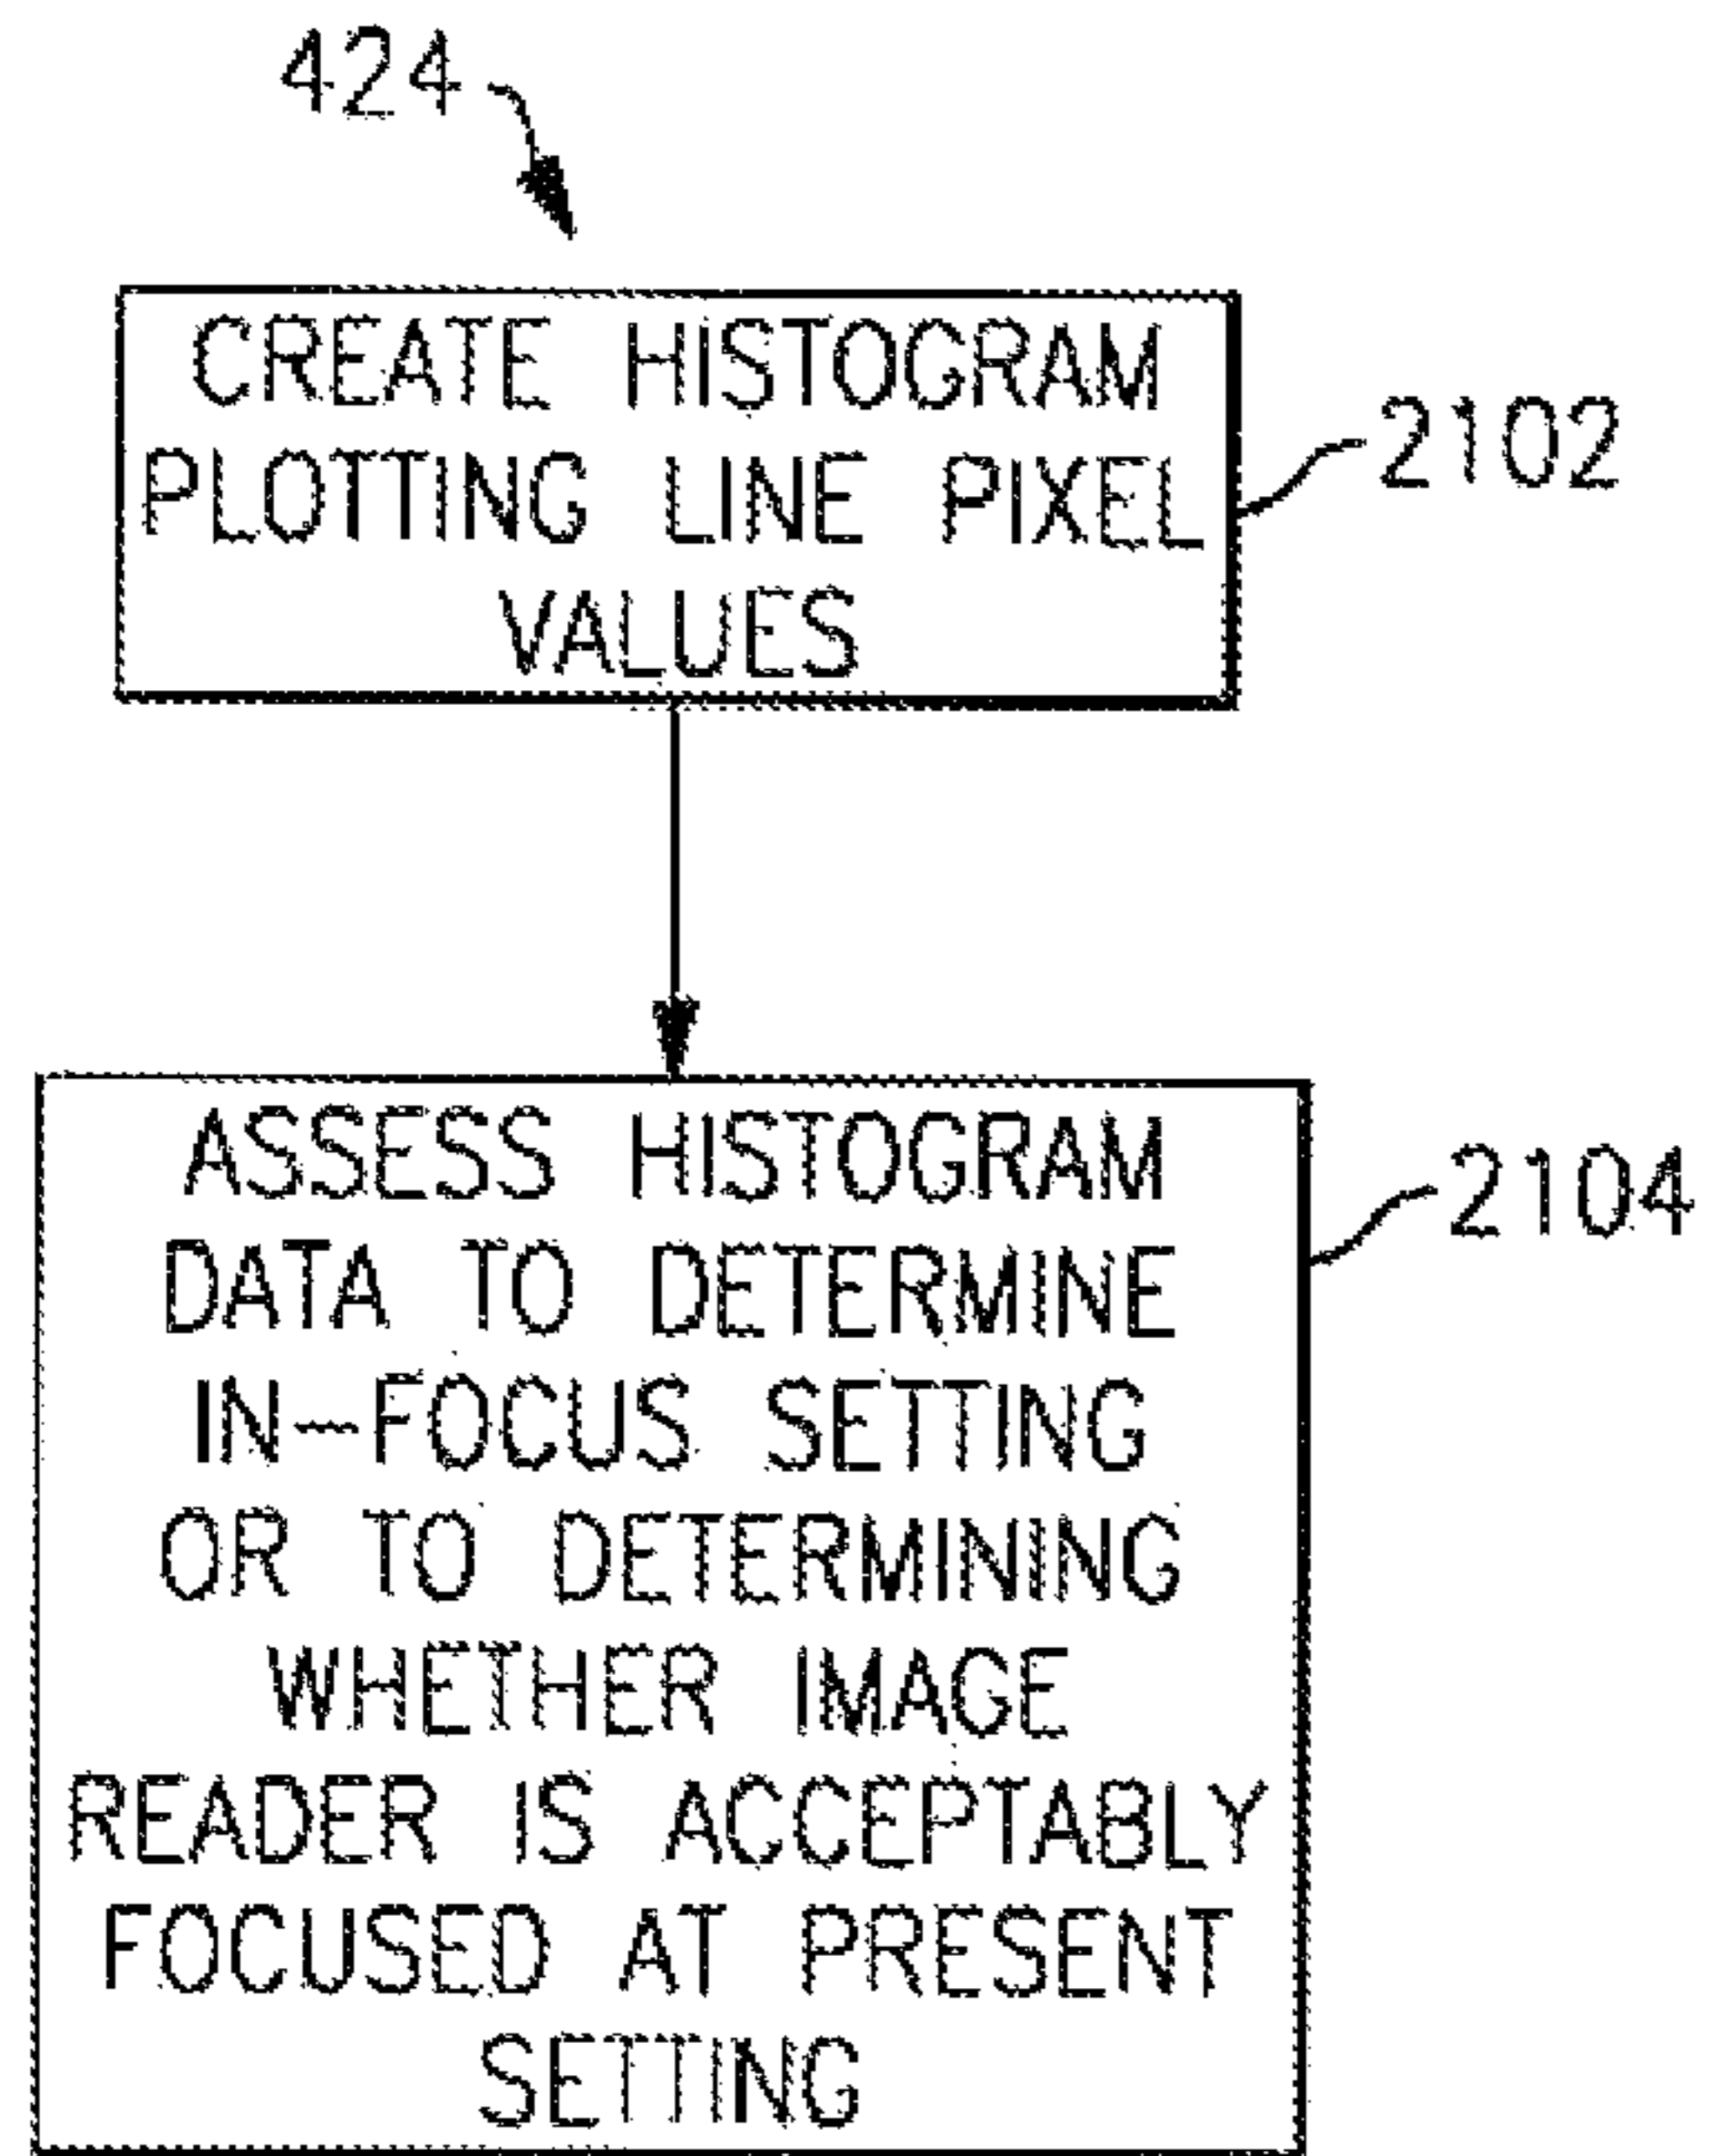 424
CREATE HISTOGRAM
PLOTTING LINE PIXEL
VALUES
2102
ASSESS HISTOGRAM
DATA TO DETERMINE
IN-FOCUS SETTING
OR TO DETERMINING
WHETHER IMAGE
READER IS ACCEPTABLY
FOCUSED AT PRESENT
SETTING
2104